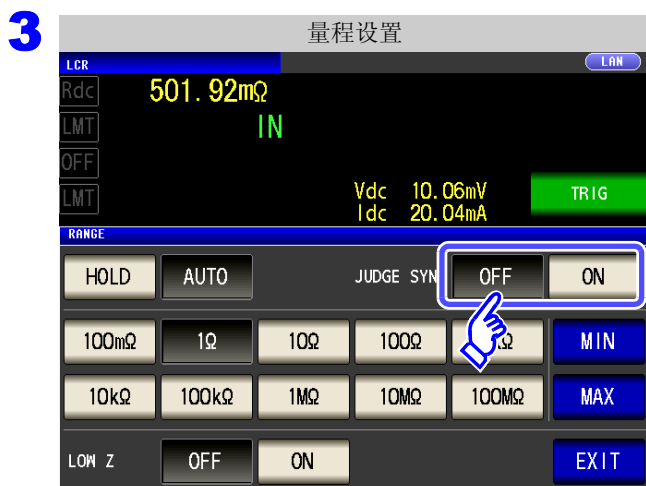 3
量程设置
LCR LAN
Rdc 501.92mΩ
LMT IN
OFF
LMT Vdc 10.06mV TRIG
Idc 20.04mA
RANGE
HOLD AUTO JUDGE SYN OFF ON
100mΩ 1Ω 10Ω 100Ω Ω MIN
10kΩ 100kΩ 1MΩ 10MΩ 100MΩ MAX
LOW Z OFF ON EXIT